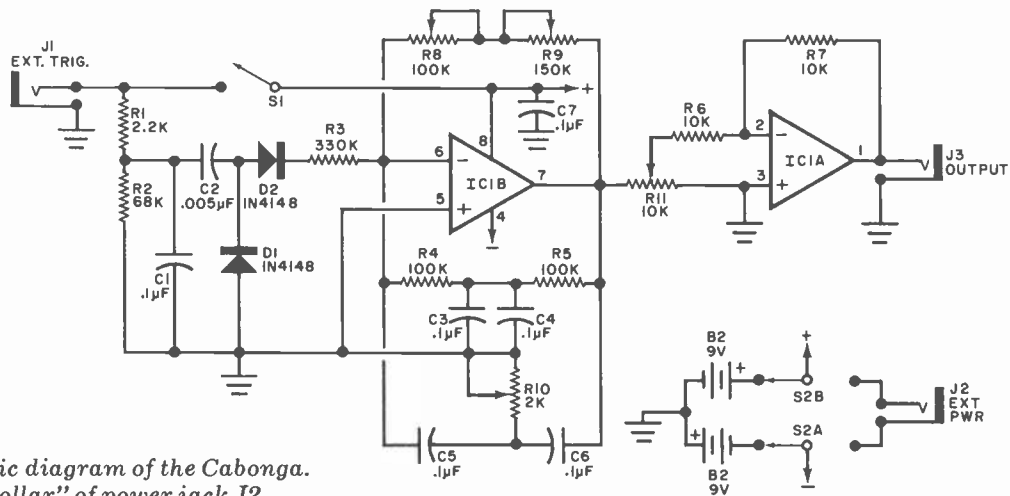 J1
EXT. TRIG.
V
R1
2.2K
R2
68K
C1
.1µF
C2
.005µF
D2
1N4148
D1
1N4148
R3
330K
S1
R8
100K
R9
150K
C7
.1µF
+
6
-
8
IC1B
7
5
+
4
-
R4
100K
R5
100K
C3
.1µF
C4
.1µF
R10
2K
C5
.1µF
C6
.1µF
R11
10K
R6
10K
R7
10K
2
-
IC1A
1
3
+
V
J3
OUTPUT
B2
9V
+
+
S2B
S2A
+
B2
9V
-
V
J2
EXT
PWR
ic diagram of the Cabonga.
ollar" of power jack J2